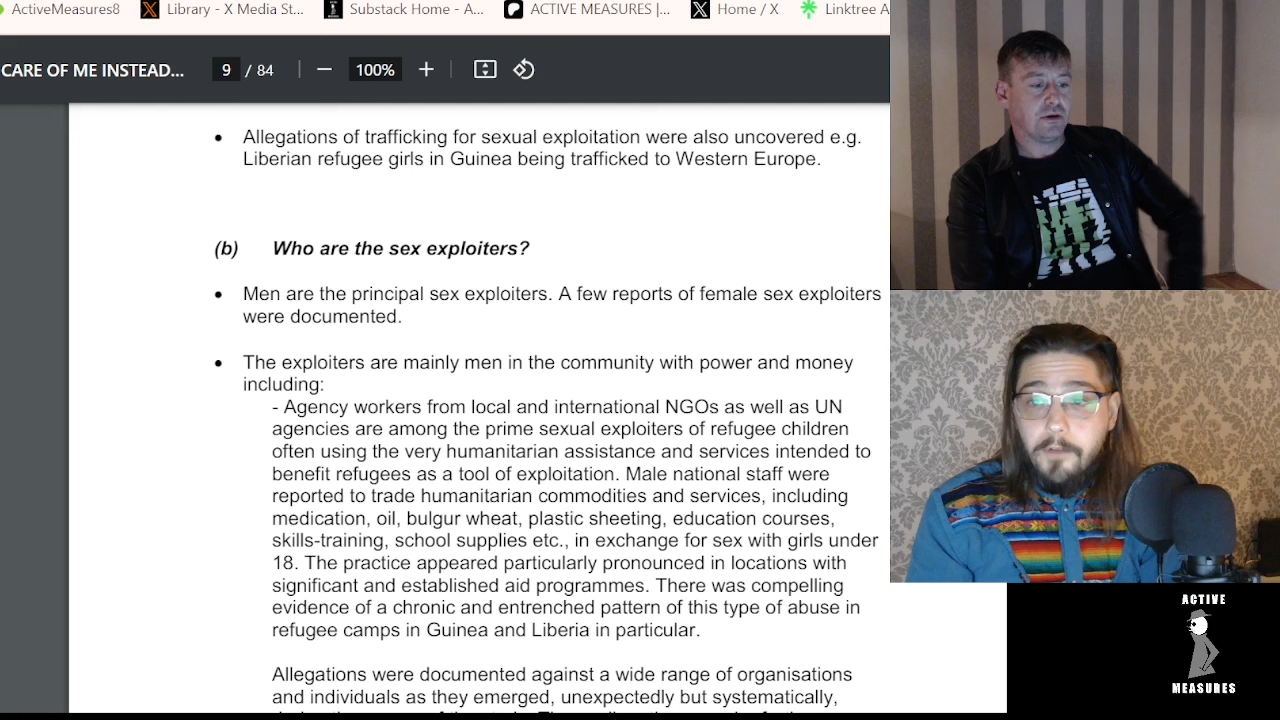 ActiveMeasures8
Library - X Media St...
Substack Home - A...
ACTIVE MEASURES |...
Home / X
Linktree A
CARE OF ME INSTEAD...
9 / 84
100%
• Allegations of trafficking for sexual exploitation were also uncovered e.g.
Liberian refugee girls in Guinea being trafficked to Western Europe.
(b) Who are the sex exploiters?
• Men are the principal sex exploiters. A few reports of female sex exploiters
were documented.
• The exploiters are mainly men in the community with power and money
including:
- Agency workers from local and international NGOs as well as UN
agencies are among the prime sexual exploiters of refugee children
often using the very humanitarian assistance and services intended to
benefit refugees as a tool of exploitation. Male national staff were
reported to trade humanitarian commodities and services, including
medication, oil, bulgur wheat, plastic sheeting, education courses,
skills-training, school supplies etc., in exchange for sex with girls under
18. The practice appeared particularly pronounced in locations with
significant and established aid programmes. There was compelling
evidence of a chronic and entrenched pattern of this type of abuse in
refugee camps in Guinea and Liberia in particular.
Allegations were documented against a wide range of organisations
and individuals as they emerged, unexpectedly but systematically,
ACTIVE
MEASURES